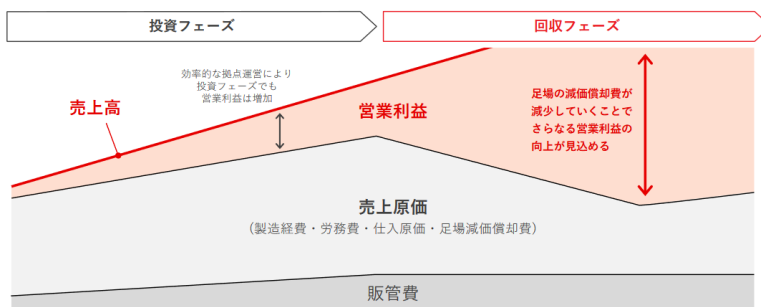 投資フェーズ
回収フェーズ
効率的な拠点運営により
投資フェーズでも
営業利益は増加
売上高
営業利益
足場の減価償却費が
減少していくことで
さらなる営業利益の
向上が見込める
売上原価
（製造経費・労務費・仕入原価・足場減価償却費）
販管費